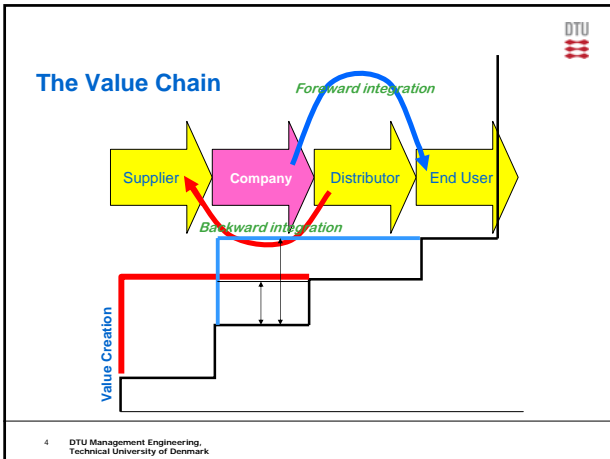 DTU
The Value Chain
Foreward integration
Supplier
Company
Distributor
End User
Backward integration
Value Creation
4 DTU Management Engineering,
Technical University of Denmark